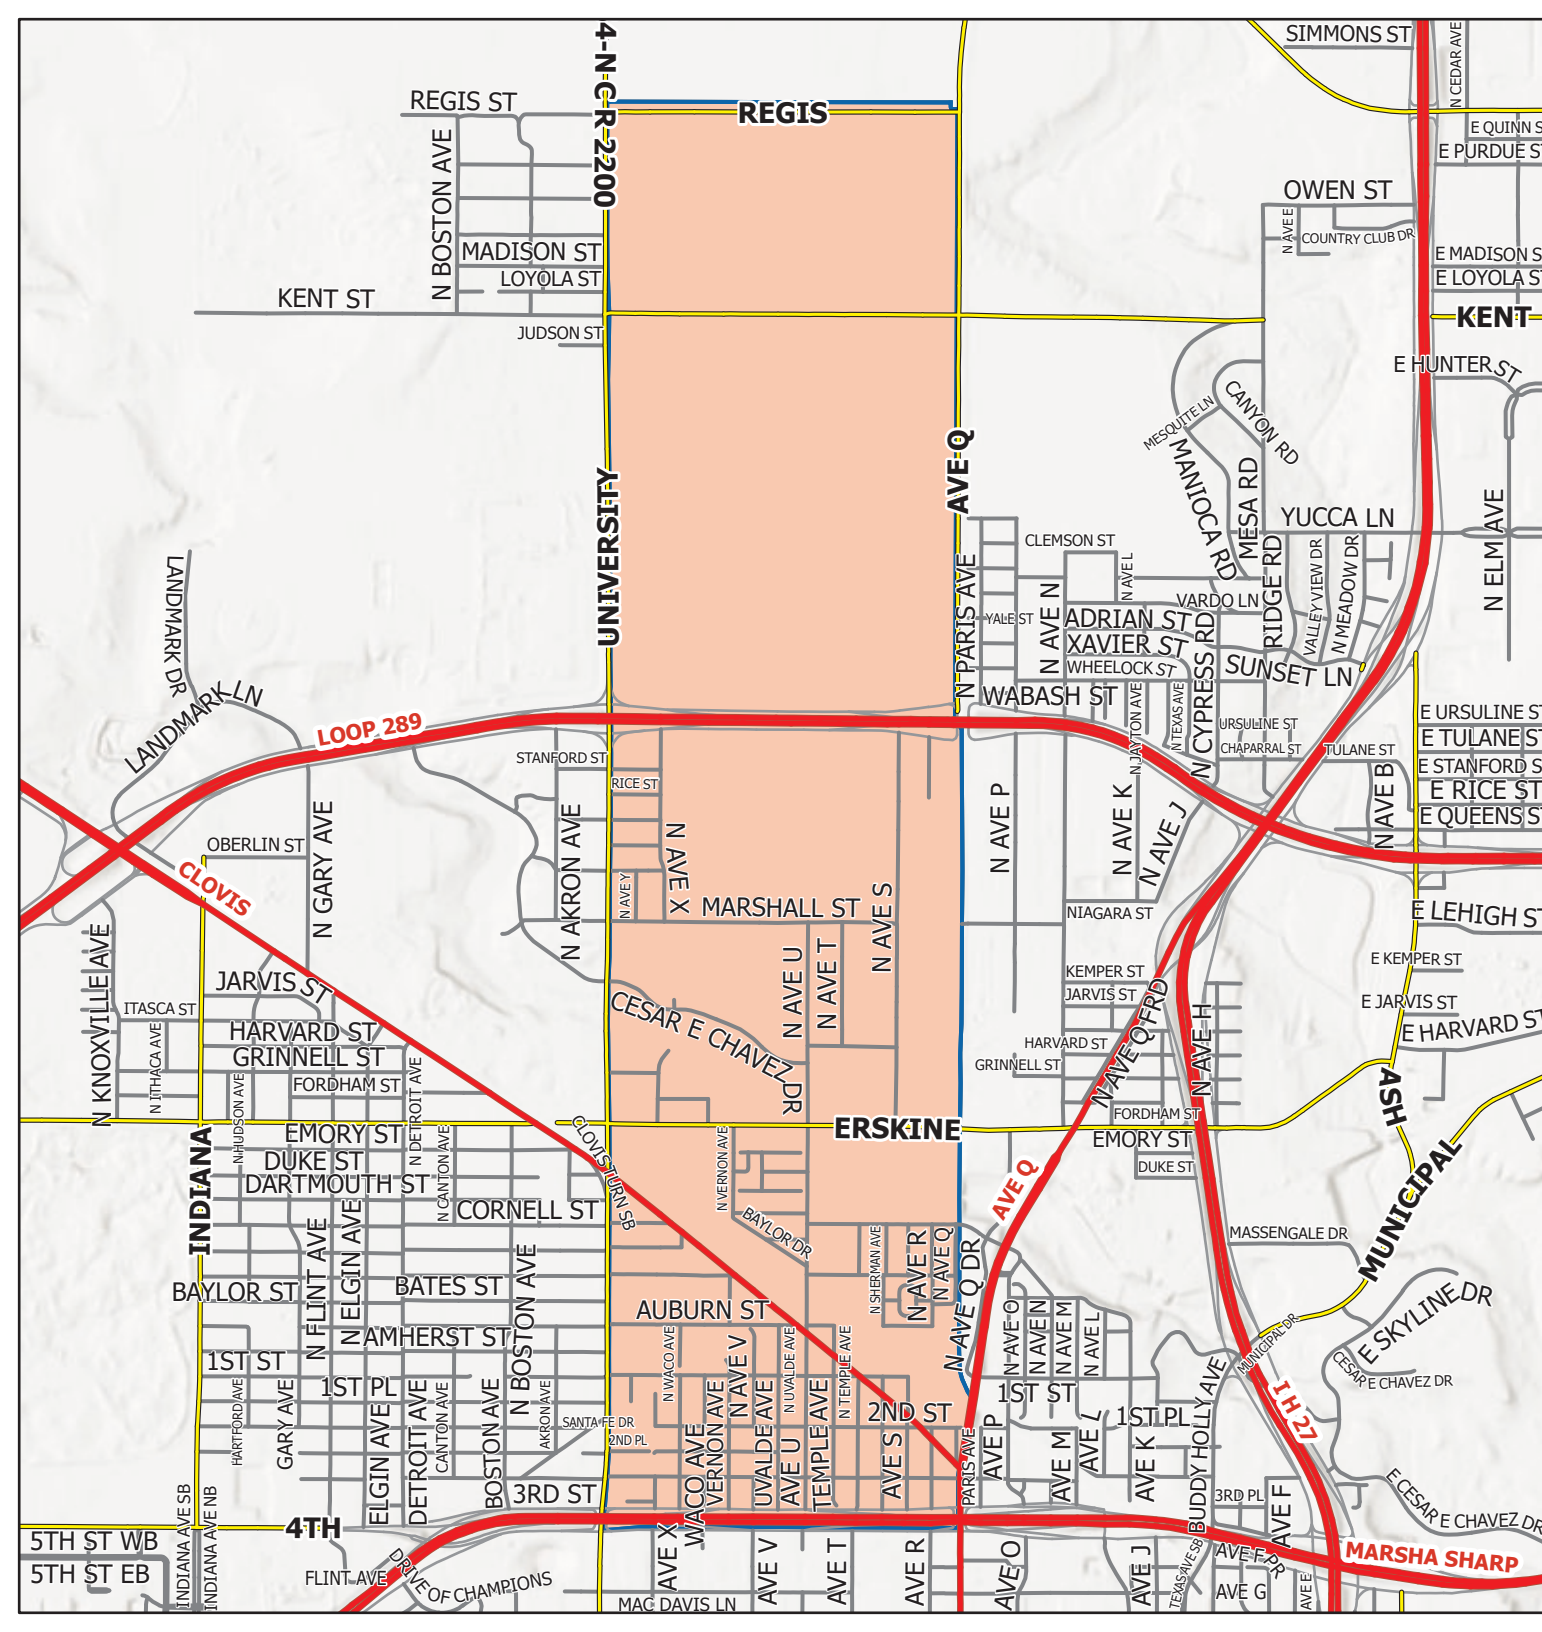 SIMMONS ST
N CEDAR AVE
4-N C R 2200
REGIS ST
REGIS
E QUINN S
E PURDUE ST
N BOSTON AVE
OWEN ST
N AVE E
COUNTRY CLUB DR
MADISON ST
E MADISON S
LOYOLA ST
E LOYOLA ST
KENT ST
KENT
JUDSON ST
E HUNTER ST
MESQUITE LN
CANYON RD
MANIOCA RD
MESA RD
AVE Q
UNIVERSITY
YUCCA LN
N ELM AVE
CLEMSON ST
N AVE L
LANDMARK DR
N PARIS AVE
YALE ST
N AVE N
VARDO LN
ADRIAN ST
XAVIER ST
WHEELOCK ST
RIDGE RD
VALLEY VIEW DR
N MEADOW DR
N CYPRESS RD
SUNSET LN
WABASH ST
LANDMARK LN
LOOP 289
N JAYTON AVE
N TEXAS AVE
URSULINE ST
CHAPARRAL ST
TULANE ST
E URSULINE ST
E TULANE ST
E STANFORD S
E RICE ST
E QUEENS ST
STANFORD ST
RICE ST
N AVE P
N AVE K
N AVE J
N AVE B
OBERLIN ST
N GARY AVE
N AKRON AVE
N AVE X
N AVE Y
CLOVIS
MARSHALL ST
N AVE S
NIAGARA ST
E LEHIGH ST
N KNOXVILLE AVE
N AVE U
N AVE T
KEMPER ST
E KEMPER ST
JARVIS ST
JARVIS ST
E JARVIS ST
ITASCA ST
CESAR E CHAVEZ DR
N AVE Q FRD
N AVE H
HARVARD ST
HARVARD ST
E HARVARD ST
GRINNELL ST
GRINNELL ST
N ITHACA AVE
N HUDSON AVE
FORDHAM ST
N DETROIT AVE
FORDHAM ST
ASH
ERSKINE
EMORY ST
EMORY ST
CLOVIS TURN SB
INDIANA
DUKE ST
DUKE ST
DARTMOUTH ST
N CANTON AVE
N VERNON AVE
AVE Q
MUNICIPAL
CORNELL ST
BAYLOR DR
MASSENGALE DR
N FLINT AVE
N ELGIN AVE
N BOSTON AVE
N SHERMAN AVE
N AVE R
N AVE Q
N AVE Q DR
BAYLOR ST
BATES ST
AUBURN ST
N AVE O
N AVE N
N AVE M
N AVE L
E SKYLINE DR
MUNICIPAL DR
AMHERST ST
N WACO AVE
N AVE V
N UVALDE AVE
N TEMPLE AVE
1ST ST
1ST PL
1ST ST
CESAR E CHAVEZ DR
HARTFORD AVE
GARY AVE
ELGIN AVE
DETROIT AVE
CANTON AVE
BOSTON AVE
AKRON AVE
SANTA FE DR
2ND PL
WACO AVE
VERNON AVE
UVALDE AVE
AVE U
TEMPLE AVE
2ND ST
AVE S
PARIS AVE
AVE P
AVE M
AVE L
1ST PL
AVE K
BUDDY HOLLY AVE
I H 27
3RD ST
3RD PL
AVE F
E CESAR E CHAVEZ DR
4TH
INDIANA AVE SB
INDIANA AVE NB
5TH ST WB
5TH ST EB
FLINT AVE
DRIVE OF CHAMPIONS
MAC DAVIS LN
AVE X
AVE V
AVE T
AVE R
AVE O
AVE J
TEXAS AVE SB
AVE F PR
AVE G
AVE E
MARSHA SHARP